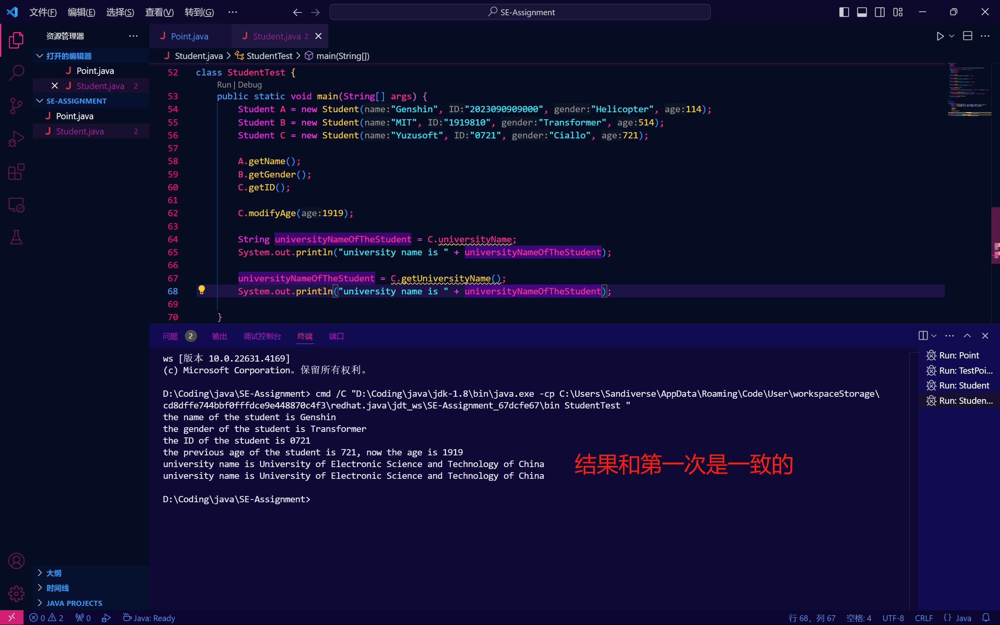 文件(F) 编辑(E) 选择(S) 查看(V) 转到(G) ··· SE-Assignment
资源管理器 ···
打开的编辑器
Point.java
Student.java 2
SE-ASSIGNMENT
Point.java
Student.java 2
大纲
时间线
JAVA PROJECTS
Point.java Student.java 2
Student.java > StudentTest > main(String[])
52 class StudentTest {
Run | Debug
53 public static void main(String[] args) {
54 Student A = new Student(name:"Genshin", ID:"2023090909000", gender:"Helicopter", age:114);
55 Student B = new Student(name:"MIT", ID:"1919810", gender:"Transformer", age:514);
56 Student C = new Student(name:"Yuzusoft", ID:"0721", gender:"Ciallo", age:721);
57
58 A.getName();
59 B.getGender();
60 C.getID();
61
62 C.modifyAge(age:1919);
63
64 String universityNameOfTheStudent = C.universityName;
65 System.out.println("university name is " + universityNameOfTheStudent);
66
67 universityNameOfTheStudent = C.getUniversityName();
68 System.out.println("university name is " + universityNameOfTheStudent);
69
70 }
问题 2 输出 调试控制台 终端 端口
ws [版本 10.0.22631.4169]
(c) Microsoft Corporation。保留所有权利。
D:\Coding\java\SE-Assignment> cmd /C "D:\Coding\java\jdk-1.8\bin\java.exe -cp C:\Users\Sandiverse\AppData\Roaming\Code\User\workspaceStorage\
cd8dffe744bbf0fffdce9e448870c4f3\redhat.java\jdt_ws\SE-Assignment_67dcfe67\bin StudentTest "
the name of the student is Genshin
the gender of the student is Transformer
the ID of the student is 0721
the previous age of the student is 721, now the age is 1919
university name is University of Electronic Science and Technology of China
university name is University of Electronic Science and Technology of China
结果和第一次是一致的
D:\Coding\java\SE-Assignment>
Run: Point
Run: TestPoi...
Run: Student
Run: Studen...
0 2 0 Java: Ready 行 68，列 67 空格: 4 UTF-8 CRLF {} Java